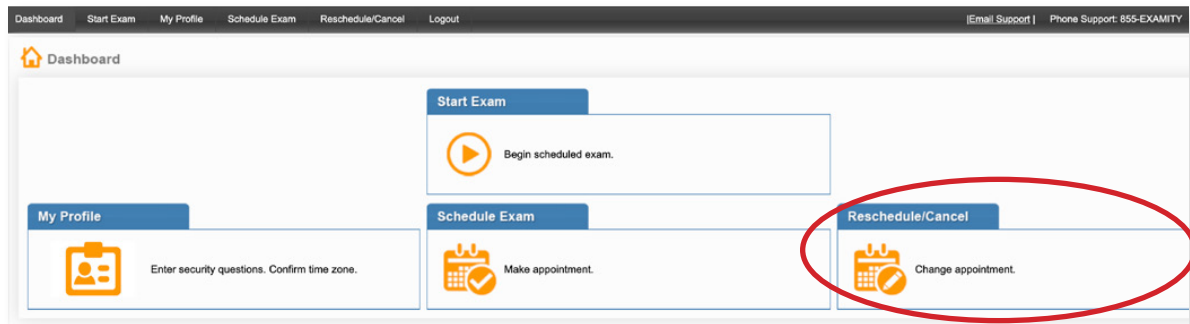 Dashboard Start Exam My Profile Schedule Exam Reschedule/Cancel Logout |Email Support | Phone Support: 855-EXAMITY
Dashboard
Start Exam
Begin scheduled exam.
My Profile
Enter security questions. Confirm time zone.
Schedule Exam
Make appointment.
Reschedule/Cancel
Change appointment.